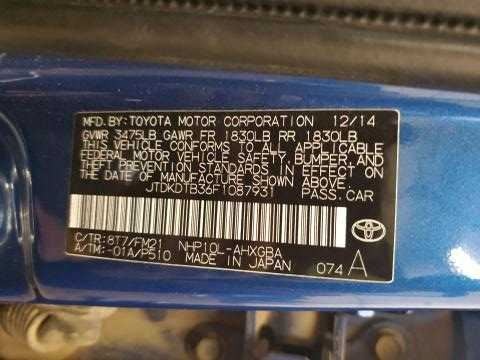 MFD.BY:TOYOTA MOTOR CORPORATION 12/14
GVWR 3475LB GAWR FR 1830LB RR 1830LB
THIS VEHICLE CONFORMS TO ALL APPLICABLE
FEDERAL MOTOR VEHICLE SAFETY, BUMPER, AND
THEFT PREVENTION STANDARDS IN EFFECT ON
THE DATE OF MANUFACTURE SHOWN ABOVE.
JTDKDTB36F1087931 PASS.CAR
C/TR:8T7/FM21 NHP10L-AHXGBA
A/TM:-01A/P510 MADE IN JAPAN 074 A
TOYOTA